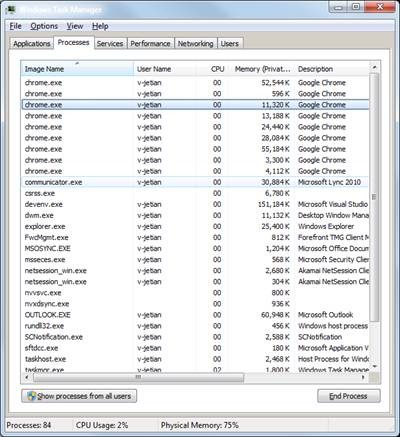 Windows Task Manager
File Options View Help
Applications Processes Services Performance Networking Users
Image Name User Name CPU Memory (Privat... Description
chrome.exe v-jetian 00 52,544 K Google Chrome
chrome.exe v-jetian 00 596 K Google Chrome
chrome.exe v-jetian 00 11,320 K Google Chrome
chrome.exe v-jetian 00 13,188 K Google Chrome
chrome.exe v-jetian 00 24,440 K Google Chrome
chrome.exe v-jetian 00 28,084 K Google Chrome
chrome.exe v-jetian 00 55,184 K Google Chrome
chrome.exe v-jetian 00 3,300 K Google Chrome
chrome.exe v-jetian 00 4,112 K Google Chrome
communicator.exe v-jetian 00 30,884 K Microsoft Lync 2010
csrss.exe 00 6,780 K
devenv.exe v-jetian 00 151,184 K Microsoft Visual Studio
dwm.exe v-jetian 00 11,132 K Desktop Window Mana
explorer.exe v-jetian 00 25,400 K Windows Explorer
FwcMgmt.exe v-jetian 00 812 K Forefront TMG Client M
MSOSYNC.EXE v-jetian 00 1,204 K Microsoft Office Docum
msseces.exe v-jetian 00 568 K Microsoft Security Clien
netsession_win.exe v-jetian 00 2,680 K Akamai NetSession Clie
netsession_win.exe v-jetian 00 304 K Akamai NetSession Clie
nvvsvc.exe 00 800 K
nvxdsync.exe 00 936 K
OUTLOOK.EXE v-jetian 00 60,948 K Microsoft Outlook
rundll32.exe v-jetian 00 456 K Windows host process
SCNotification.exe v-jetian 00 2,588 K SCNotification
sftdcc.exe v-jetian 00 364 K Microsoft Application V
taskhost.exe v-jetian 00 2,468 K Host Process for Windo
taskmgr.exe v-jetian 02 1,800 K Windows Task Manage
Show processes from all users End Process
Processes: 84 CPU Usage: 2% Physical Memory: 75%